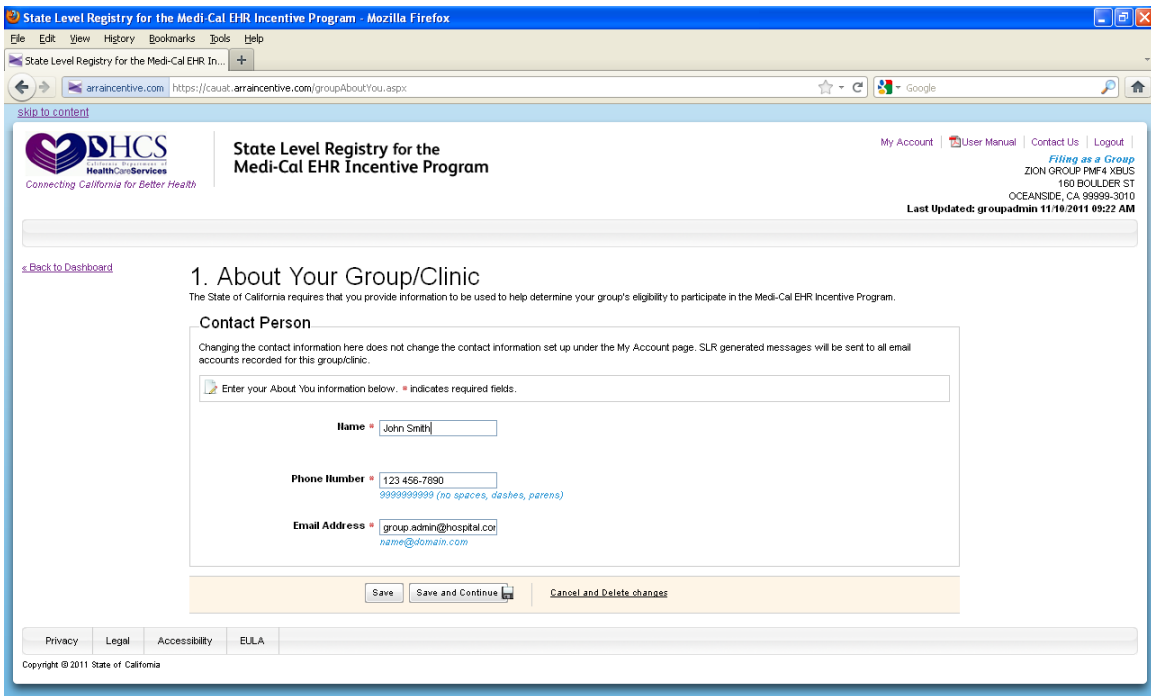 State Level Registry for the Medi-Cal EHR Incentive Program - Mozilla Firefox
File Edit View History Bookmarks Tools Help
State Level Registry for the Medi-Cal EHR In... +
arraincentive.com https://cauat.arraincentive.com/groupAboutYou.aspx Google
skip to content
DHCS
California Department of
HealthCareServices
Connecting California for Better Health
State Level Registry for the
Medi-Cal EHR Incentive Program
My Account User Manual Contact Us Logout
Filing as a Group
ZION GROUP PMF4 XBUS
160 BOULDER ST
OCEANSIDE, CA 99999-3010
Last Updated: groupadmin 11/10/2011 09:22 AM
« Back to Dashboard
1. About Your Group/Clinic
The State of California requires that you provide information to be used to help determine your group's eligibility to participate in the Medi-Cal EHR Incentive Program.
Contact Person
Changing the contact information here does not change the contact information set up under the My Account page. SLR generated messages will be sent to all email
accounts recorded for this group/clinic.
Enter your About You information below. * indicates required fields.
Name * John Smith
Phone Number * 123 456-7890
9999999999 (no spaces, dashes, parens)
Email Address * group.admin@hospital.cor
name@domain.com
Save Save and Continue Cancel and Delete changes
Privacy Legal Accessibility EULA
Copyright © 2011 State of California